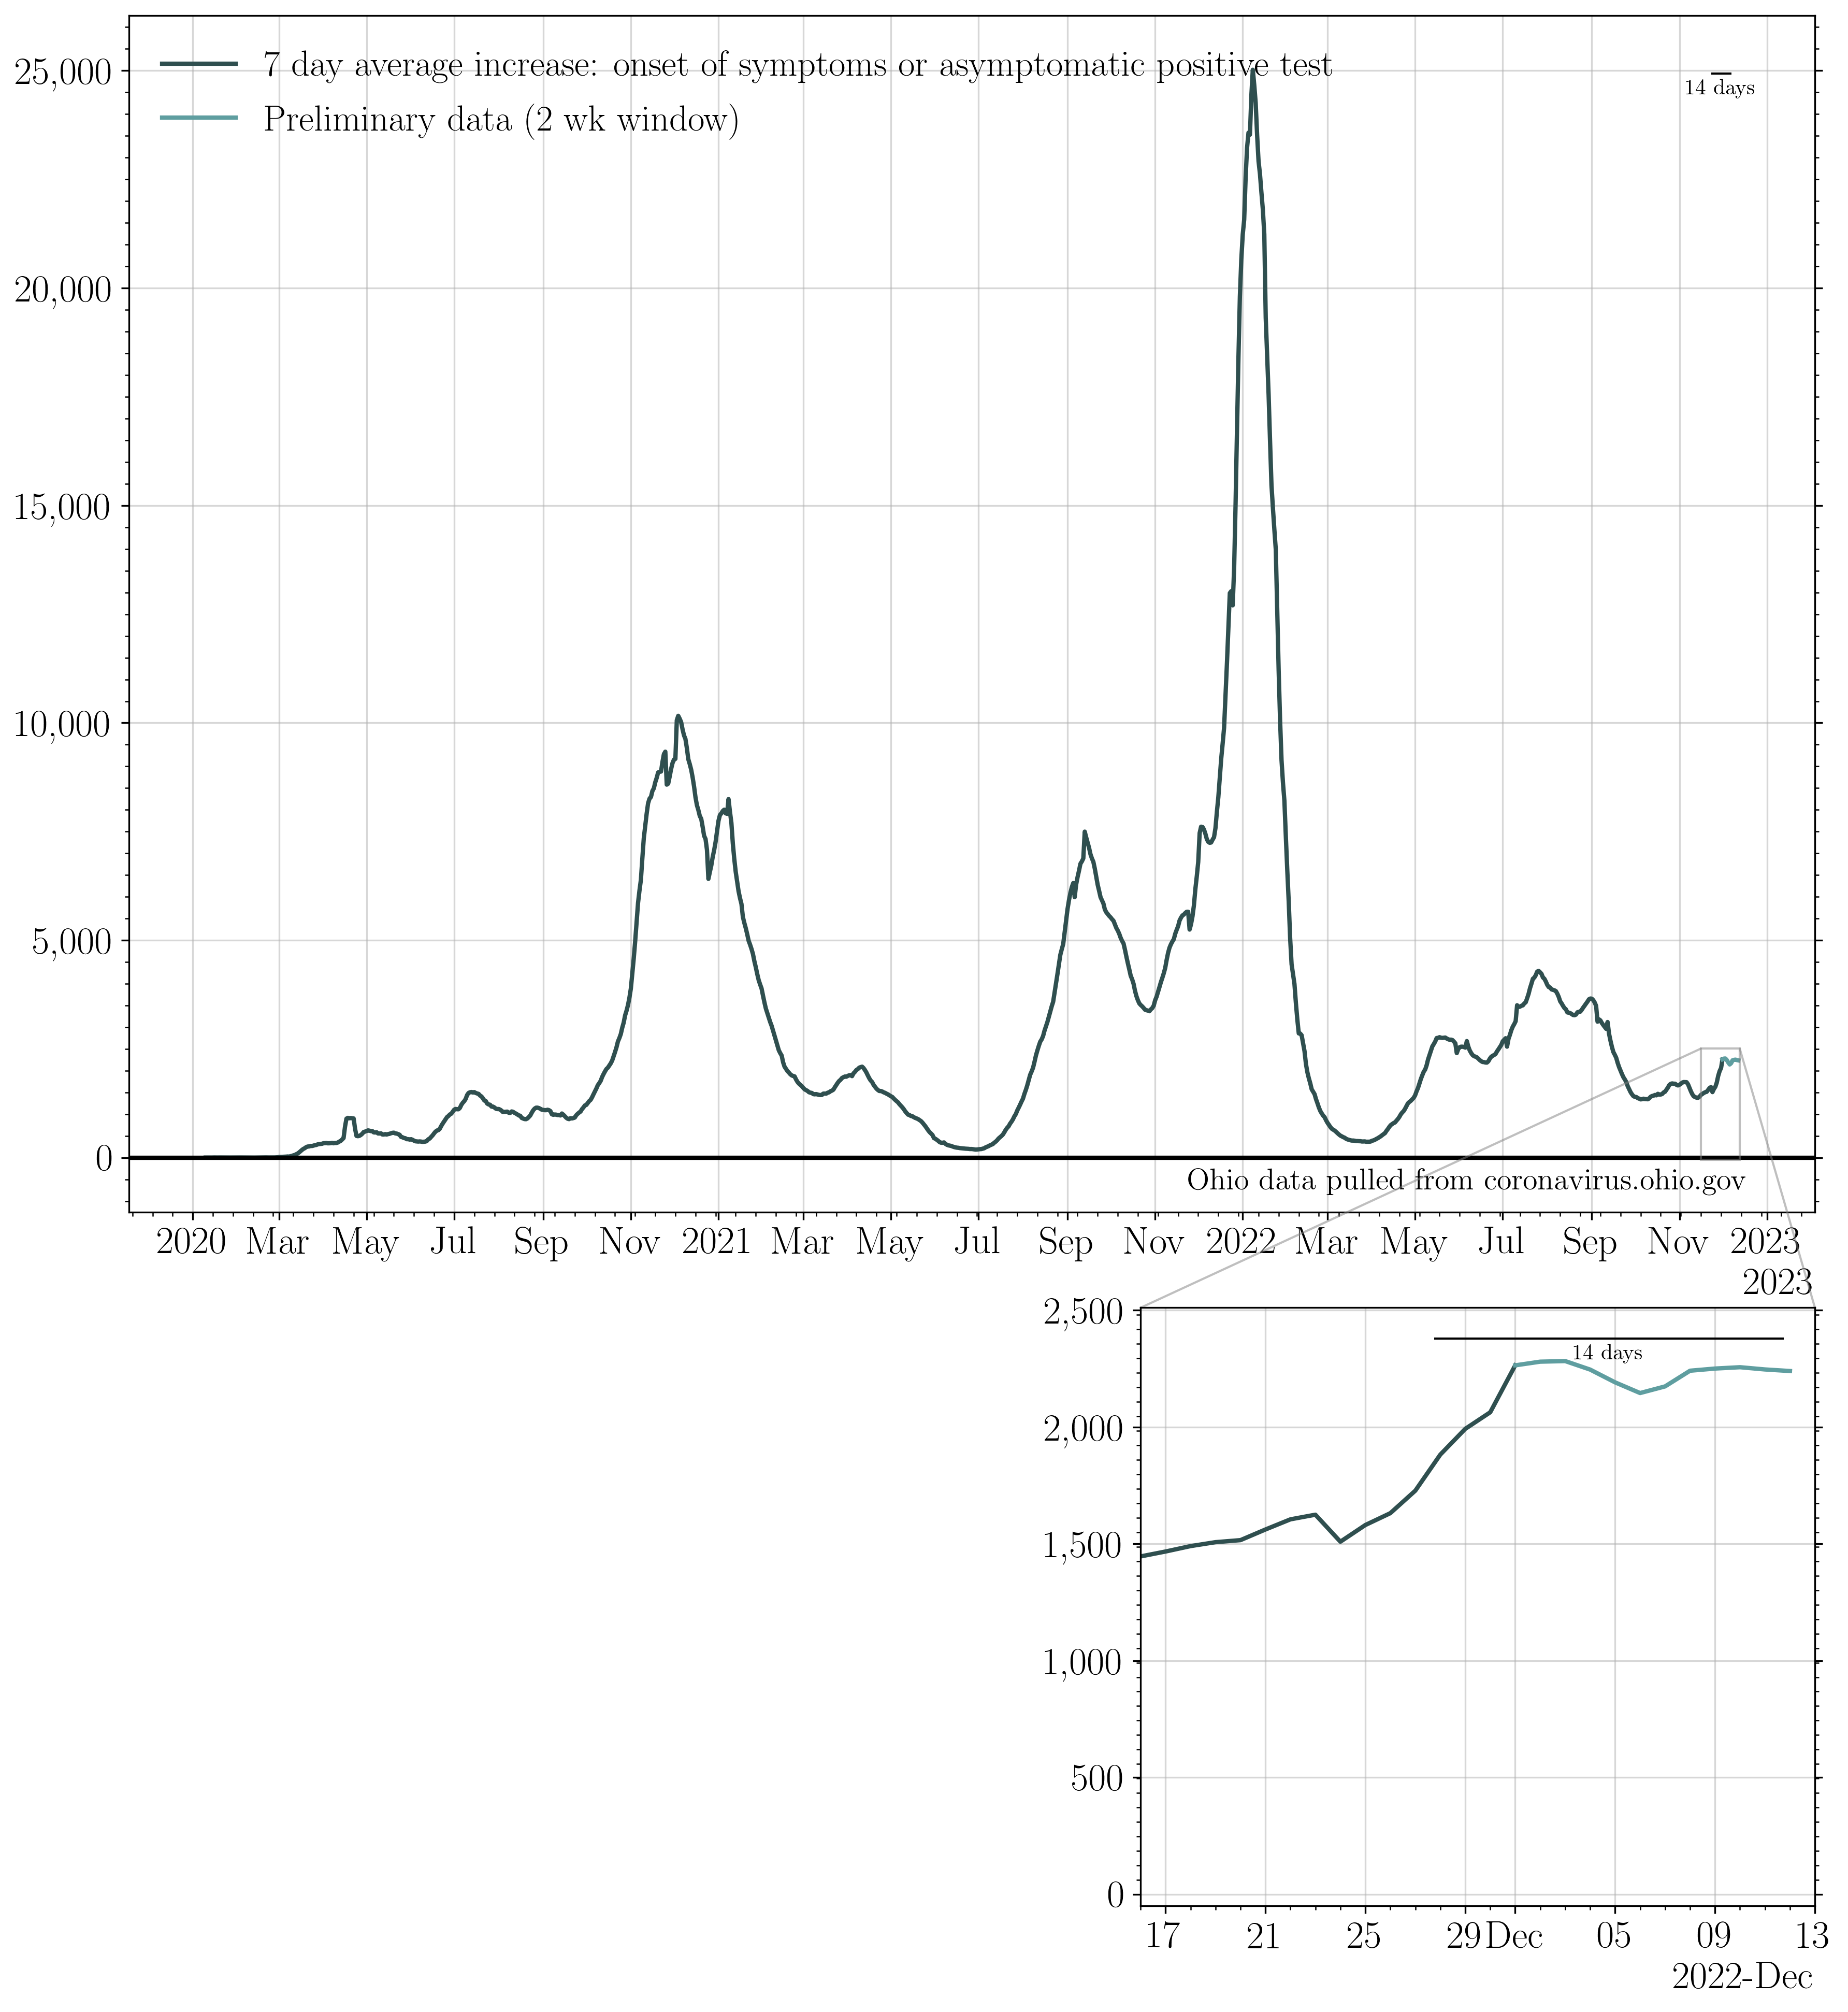 7 day average increase: onset of symptoms or asymptomatic positive test
Preliminary data (2 wk window)
14 days
25,000
20,000
15,000
10,000
5,000
0
Ohio data pulled from coronavirus.ohio.gov
2020 Mar May Jul Sep Nov 2021 Mar May Jul Sep Nov 2022 Mar May Jul Sep Nov 2023
2023
2,500
14 days
2,000
1,500
1,000
500
0
17 21 25 29 Dec 05 09 13
2022-Dec